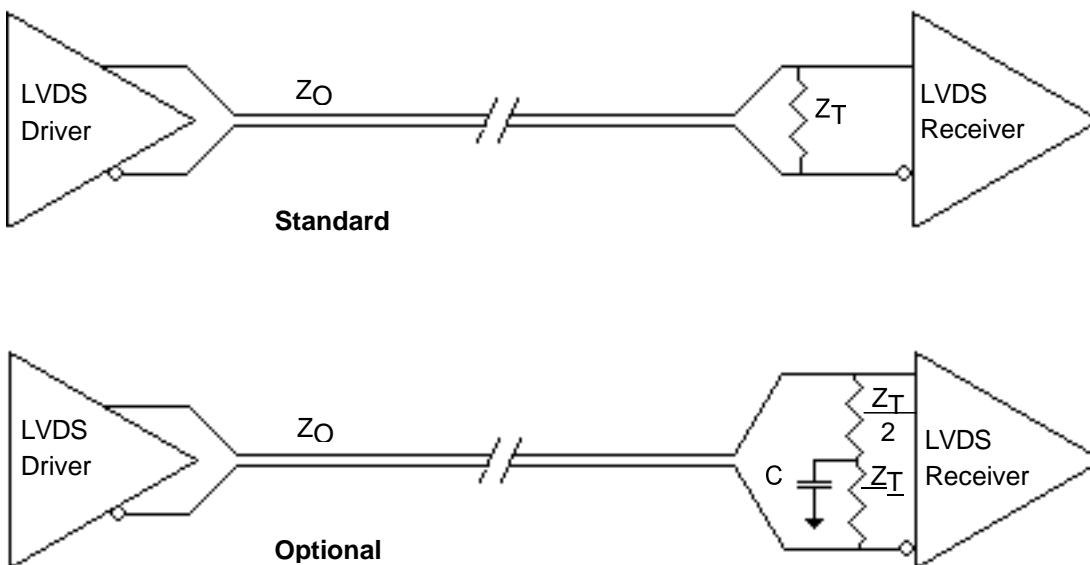 LVDS
Driver
ZO
ZT
LVDS
Receiver
Standard
LVDS
Driver
ZO
ZT
2
C
ZT
LVDS
Receiver
Optional